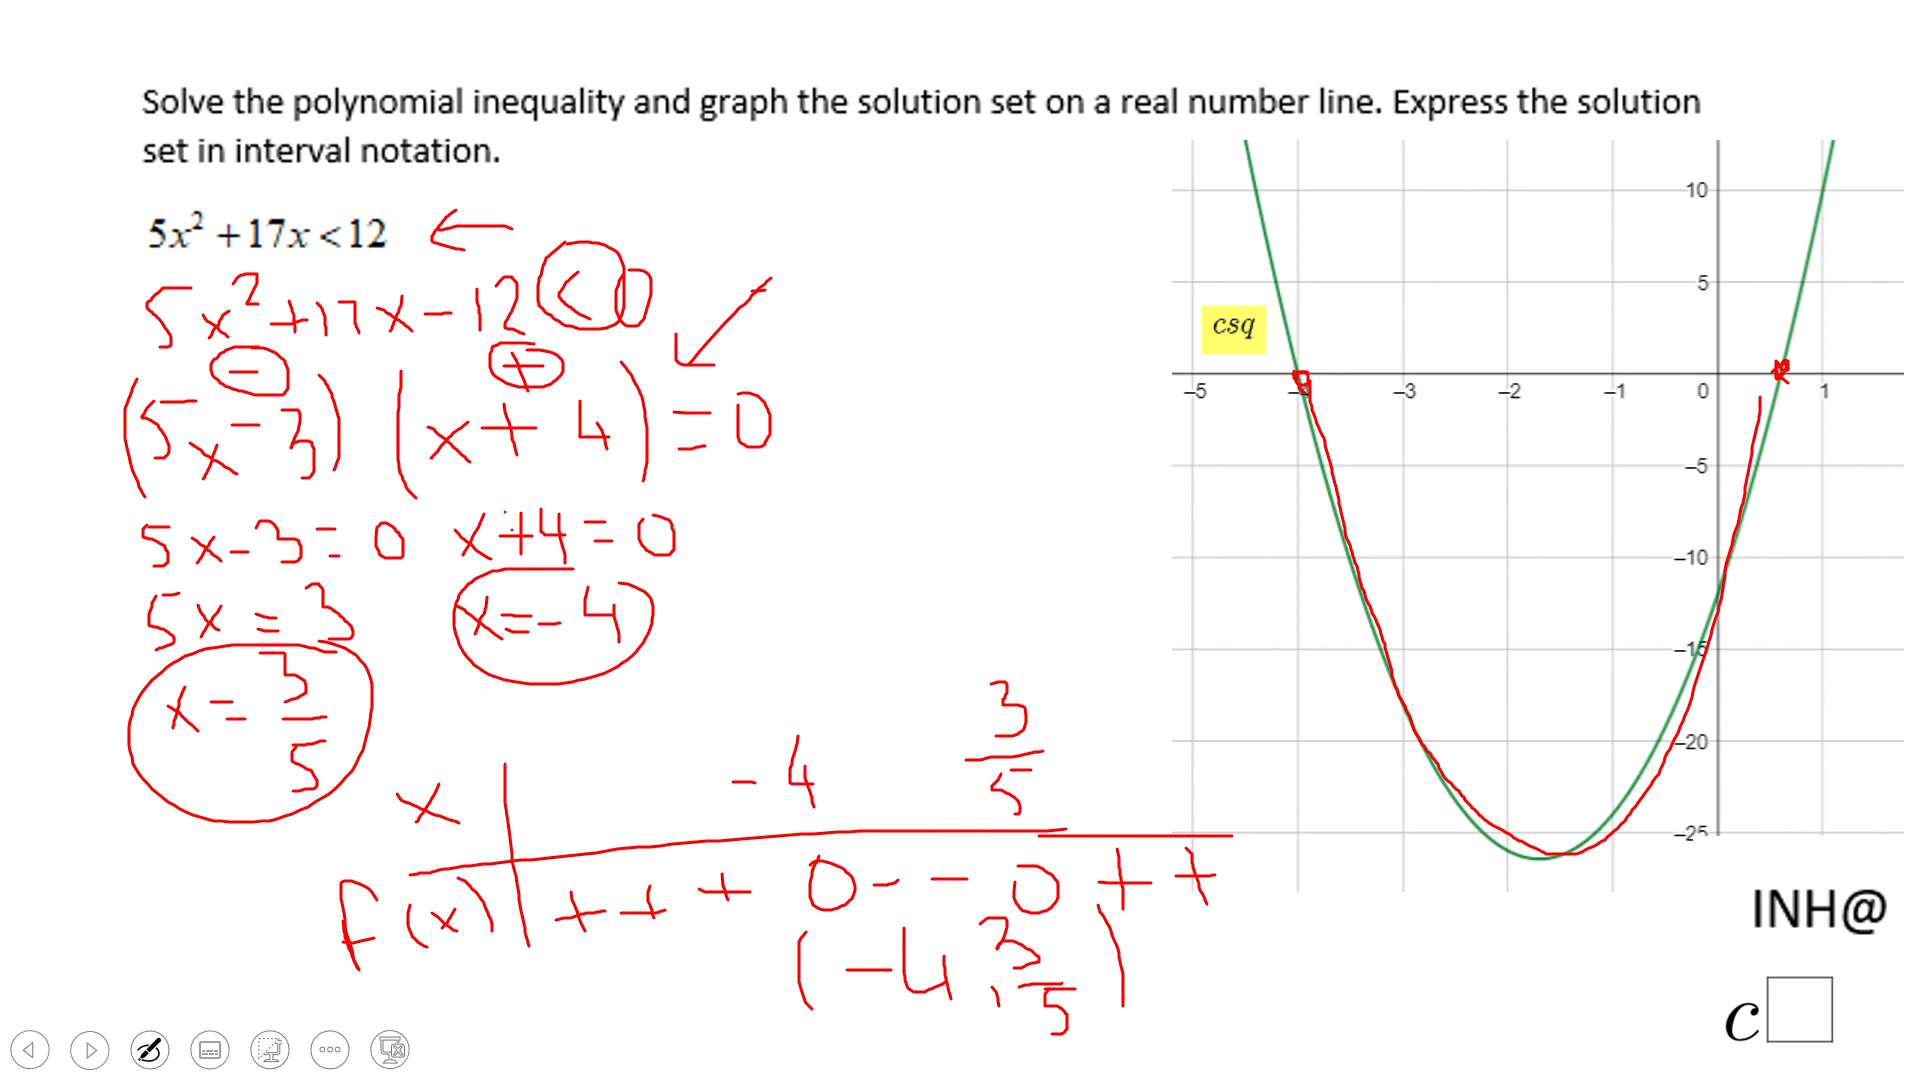 Solve the polynomial inequality and graph the solution set on a real number line. Express the solution
set in interval notation.
5x² + 17x < 12
5x² + 17x - 12 < 0
- +
(5x - 3) (x + 4) = 0
5x - 3 = 0 x + 4 = 0
5x = 3 x = -4
x = 3/5
x -4 3/5
f(x) + + + 0 - - 0 + +
(-4, 3/5)
csq
10
5
-5 -3 -2 -1 0 1
-5
-10
-15
-20
-25
INH@
c